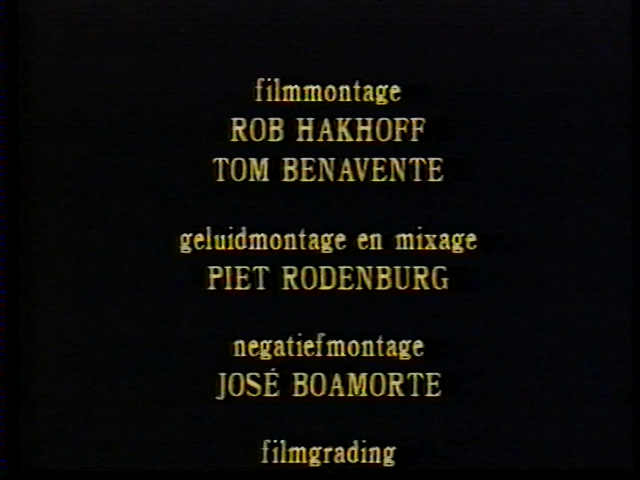 filmmontage
ROB HAKHOFF
TOM BENAVENTE
geluidmontage en mixage
PIET RODENBURG
negatiefmontage
JOSÉ BOAMORTE
filmgrading